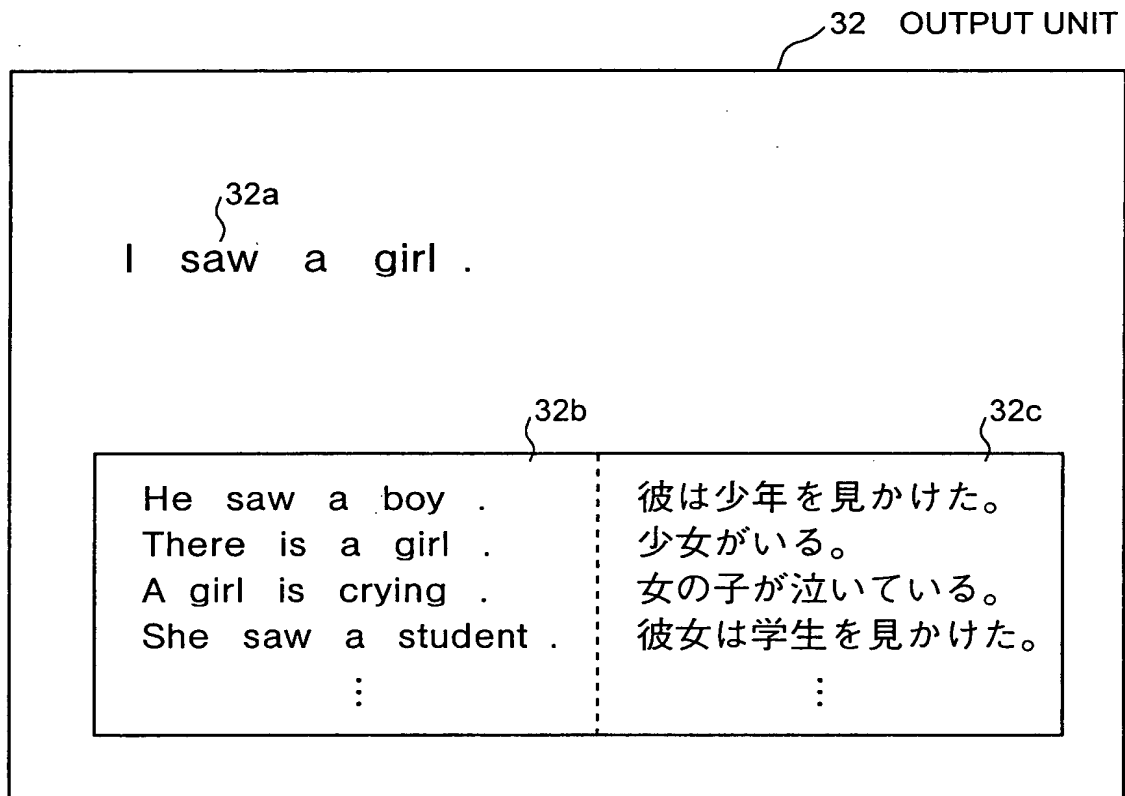 32 OUTPUT UNIT
32a
I saw a girl .
32b
32c
He saw a boy . 彼は少年を見かけた。
There is a girl . 少女がいる。
A girl is crying . 女の子が泣いている。
She saw a student . 彼女は学生を見かけた。
⋮ ⋮